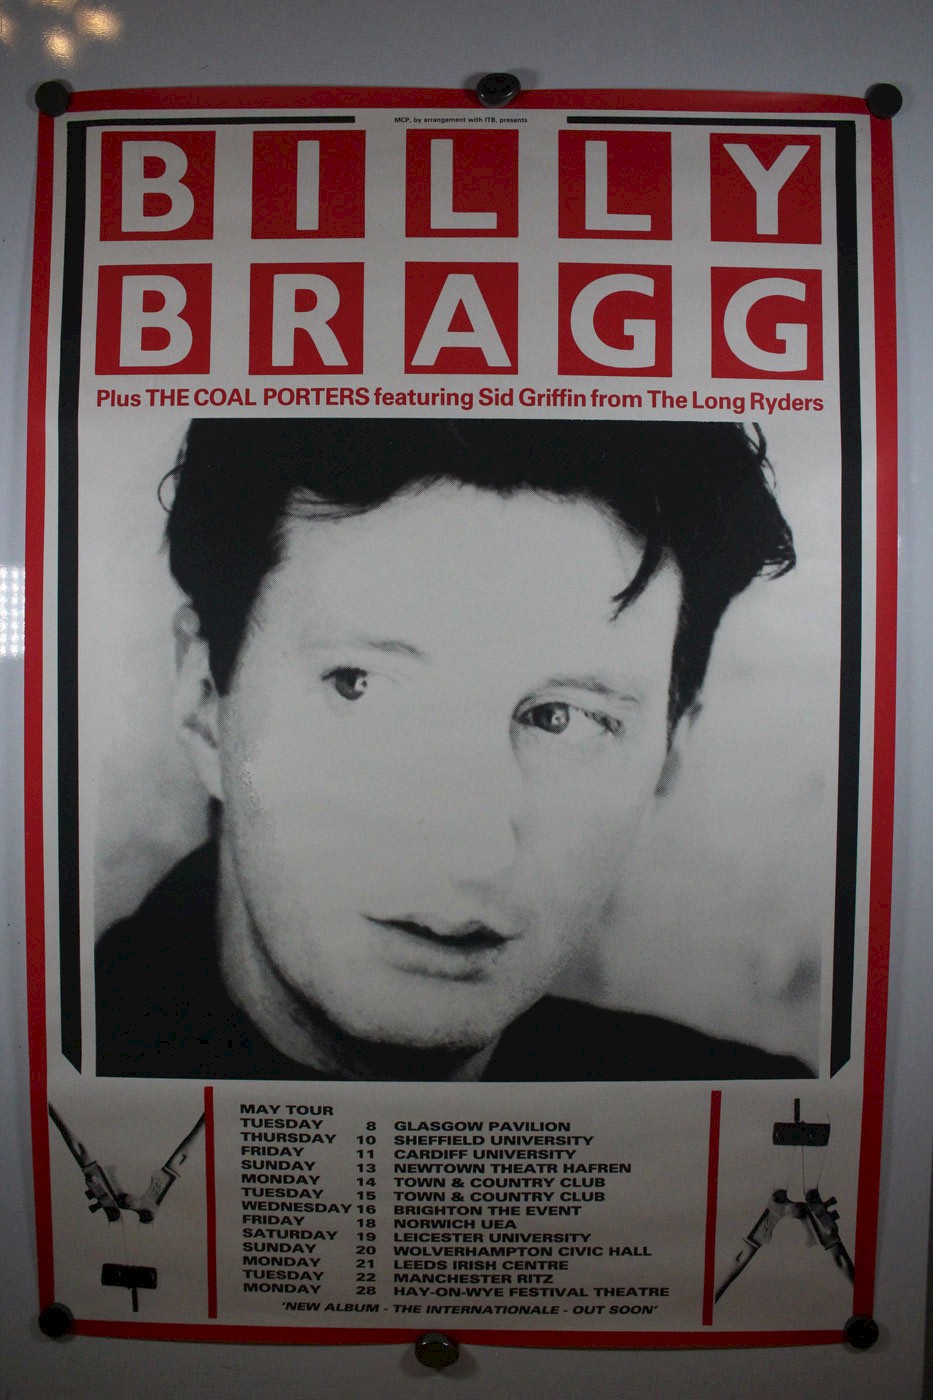 MCP, by arrangement with ITB, presents
BILLY
BRAGG
Plus THE COAL PORTERS featuring Sid Griffin from The Long Ryders
MAY TOUR
TUESDAY 8 GLASGOW PAVILION
THURSDAY 10 SHEFFIELD UNIVERSITY
FRIDAY 11 CARDIFF UNIVERSITY
SUNDAY 13 NEWTOWN THEATR HAFREN
MONDAY 14 TOWN & COUNTRY CLUB
TUESDAY 15 TOWN & COUNTRY CLUB
WEDNESDAY 16 BRIGHTON THE EVENT
FRIDAY 18 NORWICH UEA
SATURDAY 19 LEICESTER UNIVERSITY
SUNDAY 20 WOLVERHAMPTON CIVIC HALL
MONDAY 21 LEEDS IRISH CENTRE
TUESDAY 22 MANCHESTER RITZ
MONDAY 28 HAY-ON-WYE FESTIVAL THEATRE
'NEW ALBUM - THE INTERNATIONALE - OUT SOON'